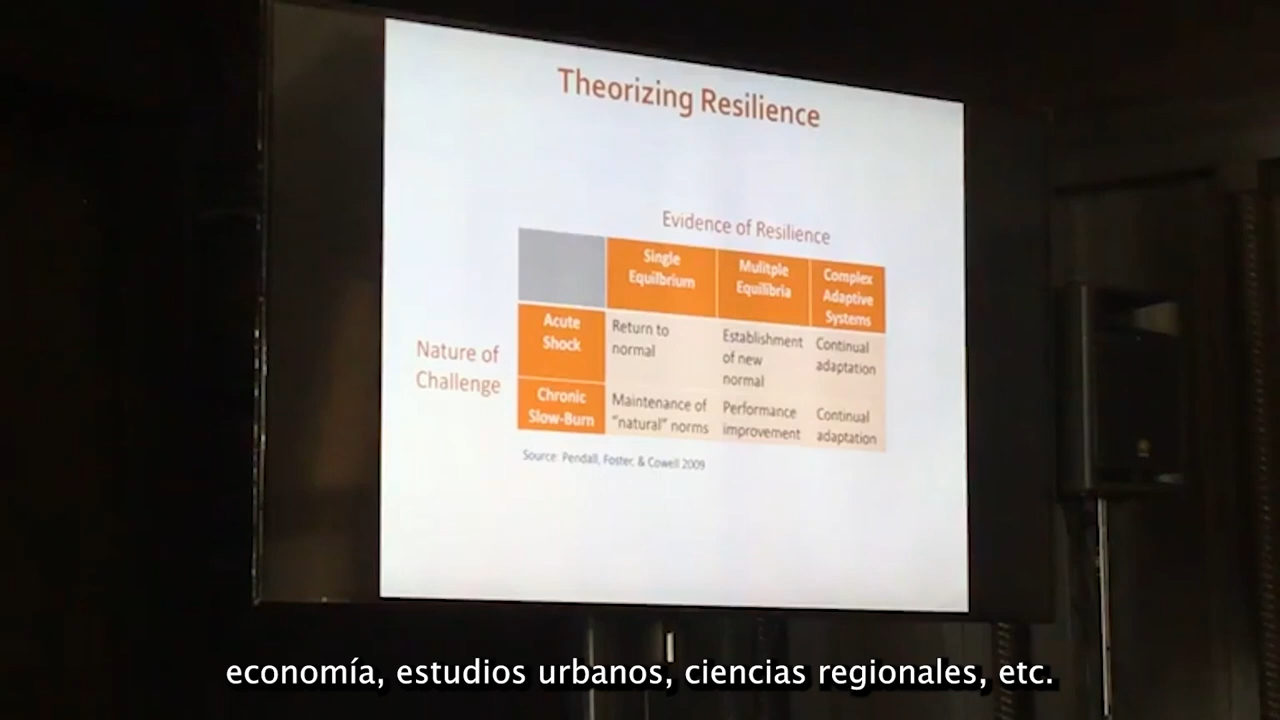 Theorizing Resilience
Evidence of Resilience
Single
Equilbrium
Mulitple
Equilibria
Complex
Adaptive
Systems
Nature of
Challenge
Acute
Shock
Return to
normal
Establishment
of new
normal
Continual
adaptation
Chronic
Slow-Burn
Maintenance of
“natural” norms
Performance
improvement
Continual
adaptation
Source: Pendall, Foster, & Cowell 2009
economía, estudios urbanos, ciencias regionales, etc.